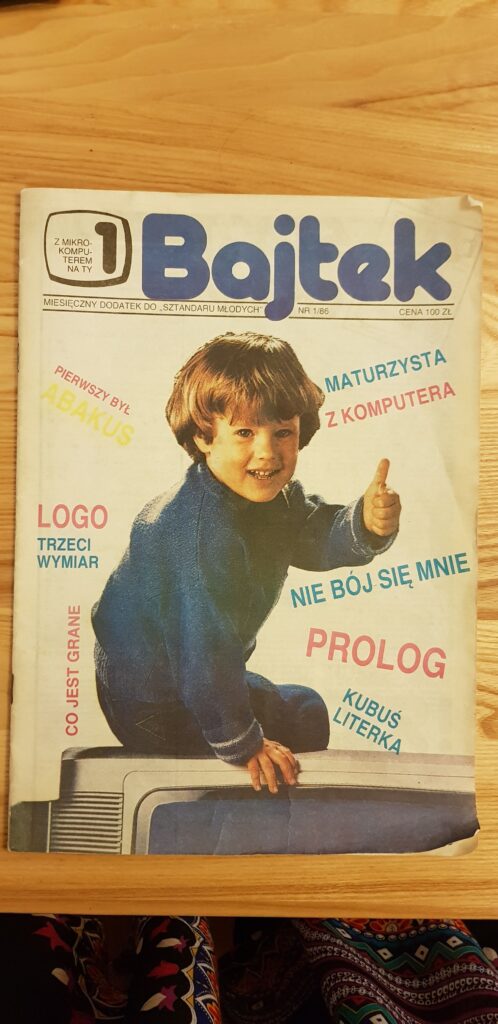 Z MIKRO-
KOMPU-
TEREM
NA TY
1
Bajtek
MIESIĘCZNY DODATEK DO „SZTANDARU MŁODYCH" NR 1/86 CENA 100 ZŁ
PIERWSZY BYŁ
ABAKUS
MATURZYSTA
Z KOMPUTERA
LOGO
TRZECI
WYMIAR
NIE BÓJ SIĘ MNIE
CO JEST GRANE
PROLOG
KUBUŚ
LITERKA